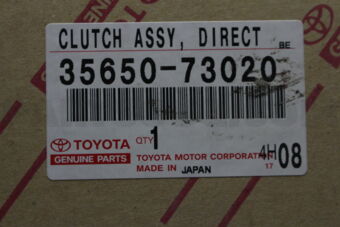 CLUTCH ASSY, DIRECT
BE
35650-73020
TOYOTA
GENUINE PARTS
QTY 1
TOYOTA MOTOR CORPORATION
MADE IN JAPAN
4H 08
17